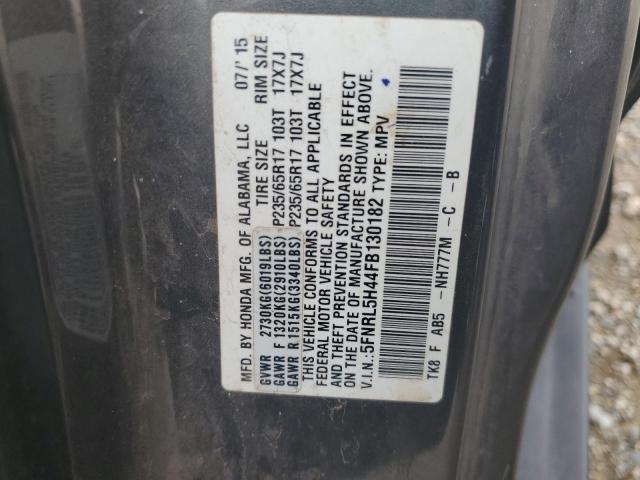 MFD. BY HONDA MFG. OF ALABAMA, LLC 07/'15
TIRE SIZE RIM SIZE
GVWR 2730KG(6019LBS)
GAWR F 1320KG(2910LBS) P235/65R17 103T 17X7J
GAWR R 1515KG(3340LBS) P235/65R17 103T 17X7J
THIS VEHICLE CONFORMS TO ALL APPLICABLE
FEDERAL MOTOR VEHICLE SAFETY
AND THEFT PREVENTION STANDARDS IN EFFECT
ON THE DATE OF MANUFACTURE SHOWN ABOVE.
V.I.N.: 5FNRL5H44FB130182 TYPE: MPV
TK8 F AB5 -NH777M -C -B